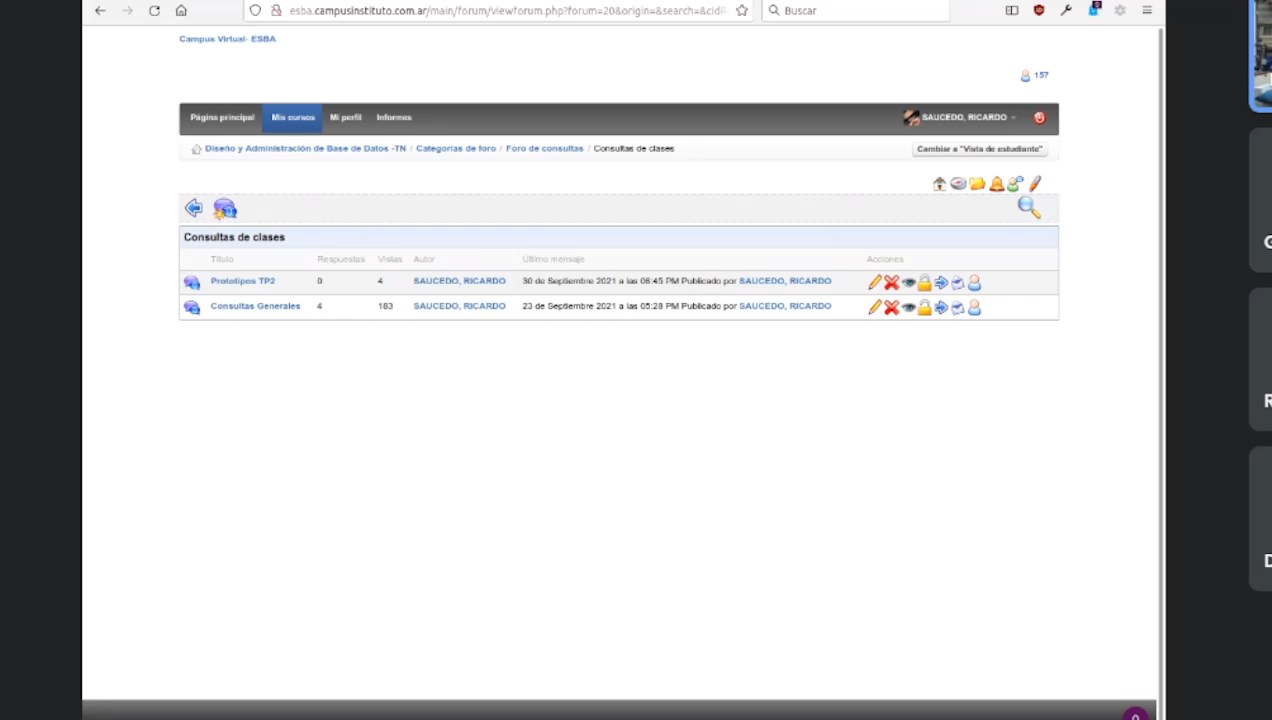 esba.campusinstituto.com.ar/main/forum/viewforum.php?forum=20&origin=&search=&cidR
Buscar
Campus Virtual- ESBA
157
Página principal Mis cursos Mi perfil Informes SAUCEDO, RICARDO
Diseño y Administración de Base de Datos -TN / Categorías de foro / Foro de consultas / Consultas de clases Cambiar a "Vista de estudiante"
Consultas de clases
Título Respuestas Vistas Autor Último mensaje Acciones
Prototipos TP2 0 4 SAUCEDO, RICARDO 30 de Septiembre 2021 a las 06:45 PM Publicado por SAUCEDO, RICARDO
Consultas Generales 4 183 SAUCEDO, RICARDO 23 de Septiembre 2021 a las 05:28 PM Publicado por SAUCEDO, RICARDO